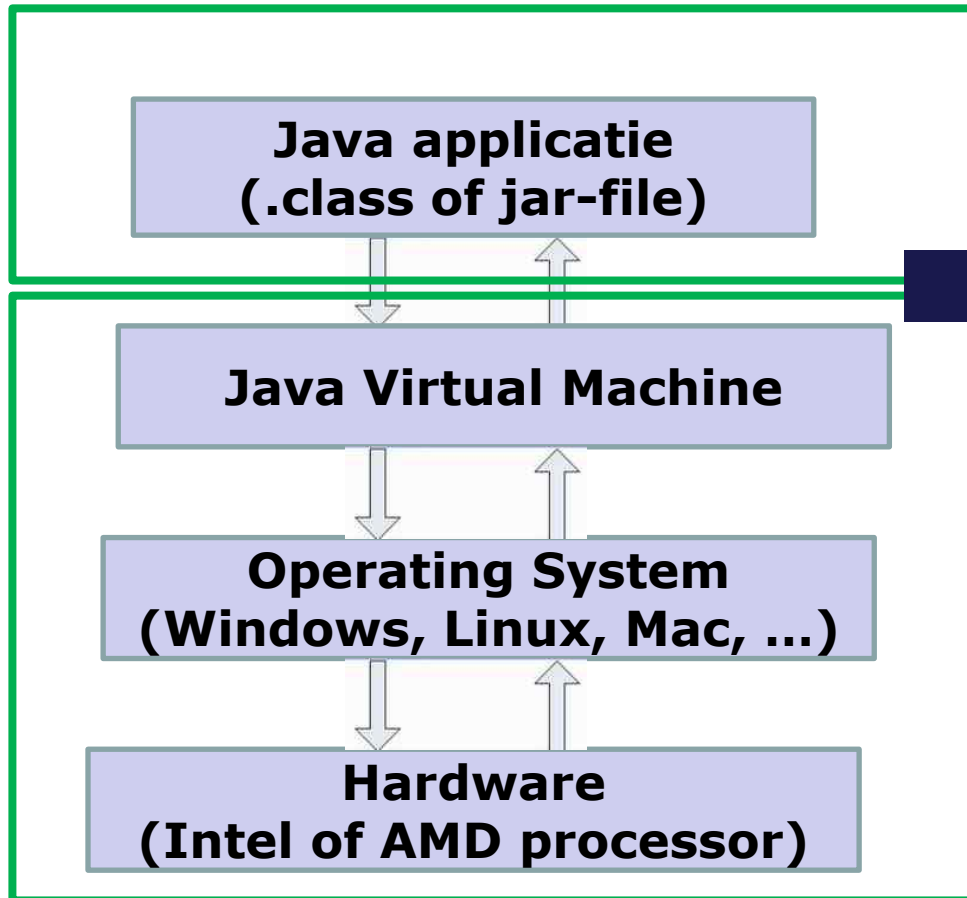 Java applicatie
(.class of jar-file)
Java Virtual Machine
Operating System
(Windows, Linux, Mac, ...)
Hardware
(Intel of AMD processor)